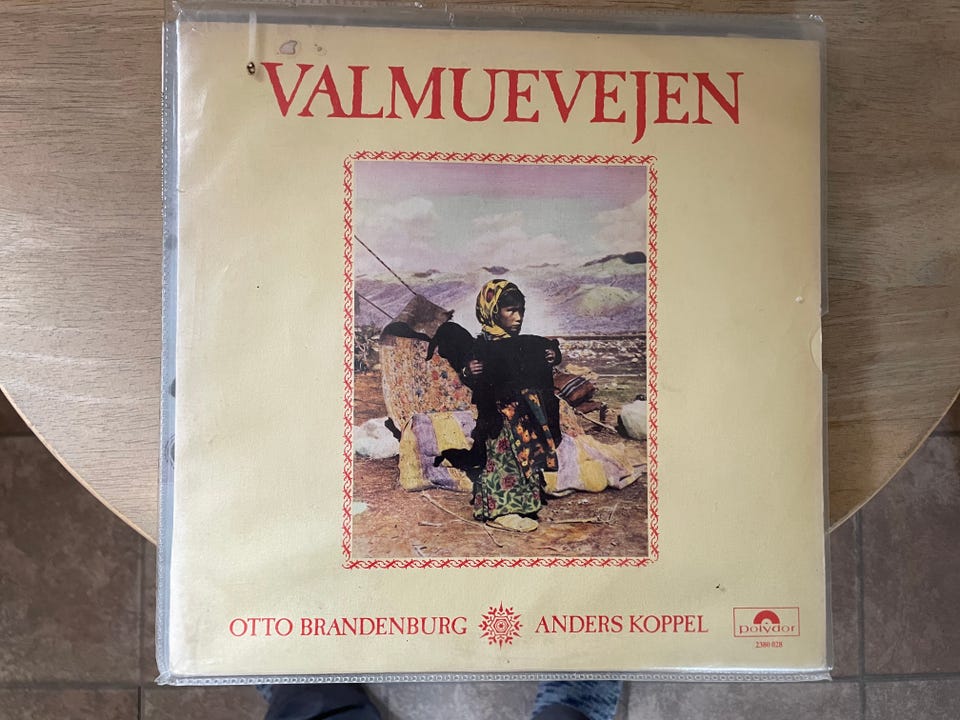 VALMUEVEJEN
OTTO BRANDENBURG ANDERS KOPPEL
polydor
2380 028